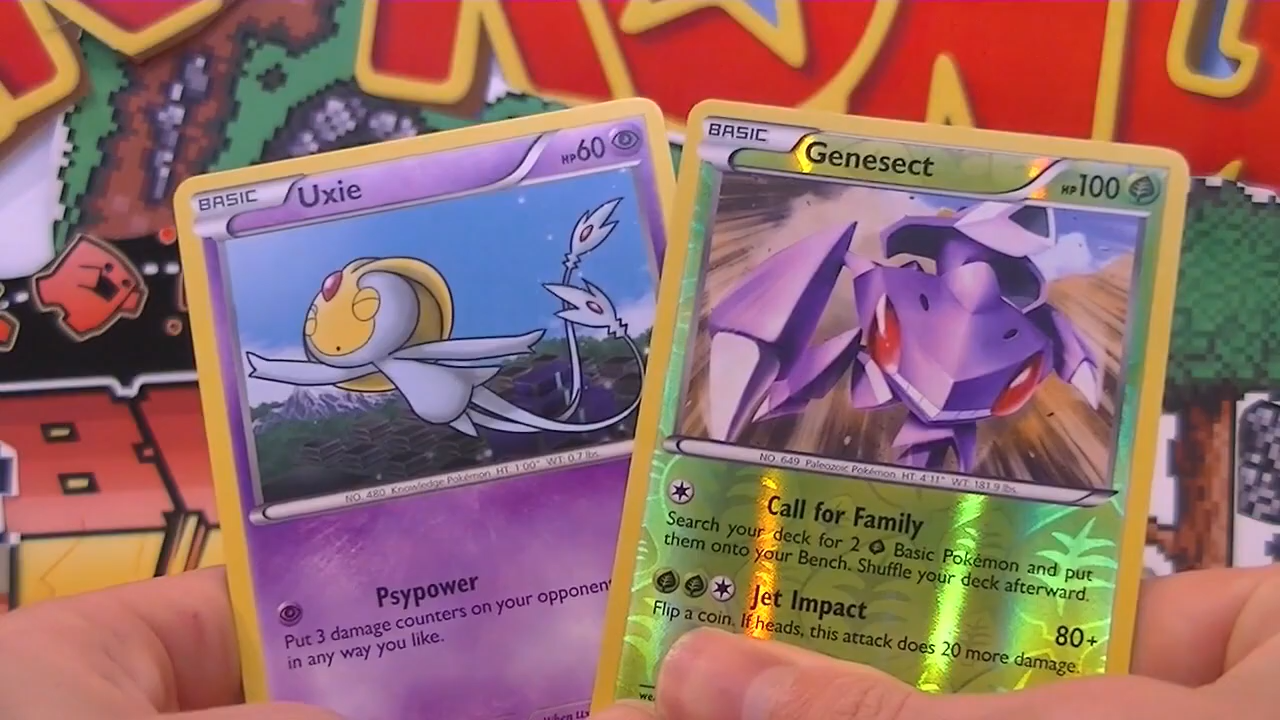 BASIC
Uxie
HP60
NO. 480 Knowledge Pokémon HT: 1'00" WT: 0.7 lbs.
Psypower
Put 3 damage counters on your opponent
in any way you like.
When Ux
BASIC
Genesect
HP100
NO. 649 Paleozoic Pokémon HT: 4'11" WT: 181.9 lbs.
Call for Family
Search your deck for 2 Basic Pokémon and put
them onto your Bench. Shuffle your deck afterward.
Jet Impact
80+
Flip a coin. If heads, this attack does 20 more damage.
wea